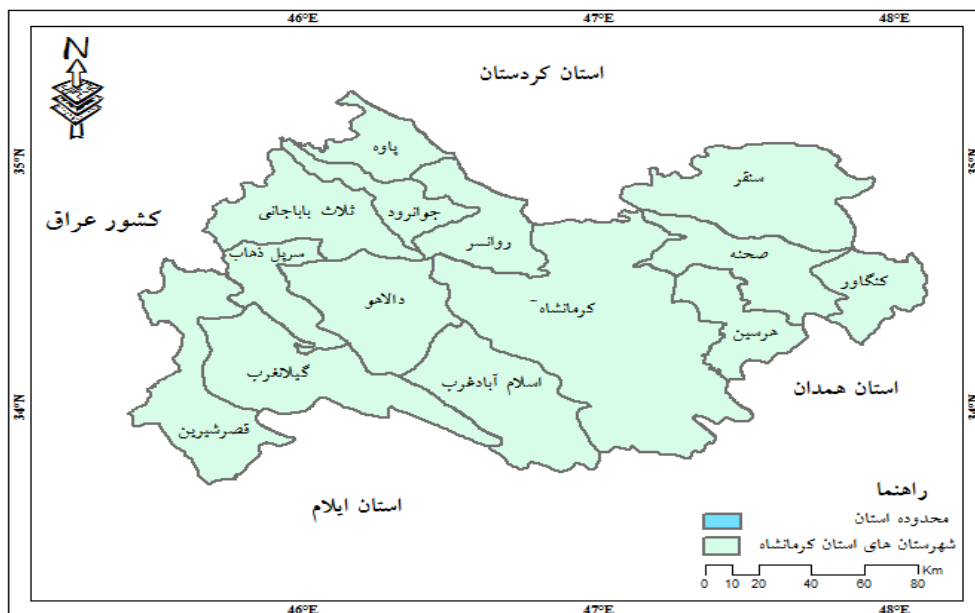 46°E 47°E 48°E
N
استان کردستان
35°N
35°N
پاوه
سنقر
ثلاث باباجانی
جوانرود
کشور عراق
روانسر
صحنه
سرپل ذهاب
کنگاور
دالاهو
کرمانشاه
هرسین
گیلانغرب
اسلام آبادغرب
استان همدان
34°N
34°N
قصرشیرین
استان ایلام
راهنما
محدوده استان
شهرستان های استان کرمانشاه
Km
0 10 20 40 60 80
46°E 47°E 48°E